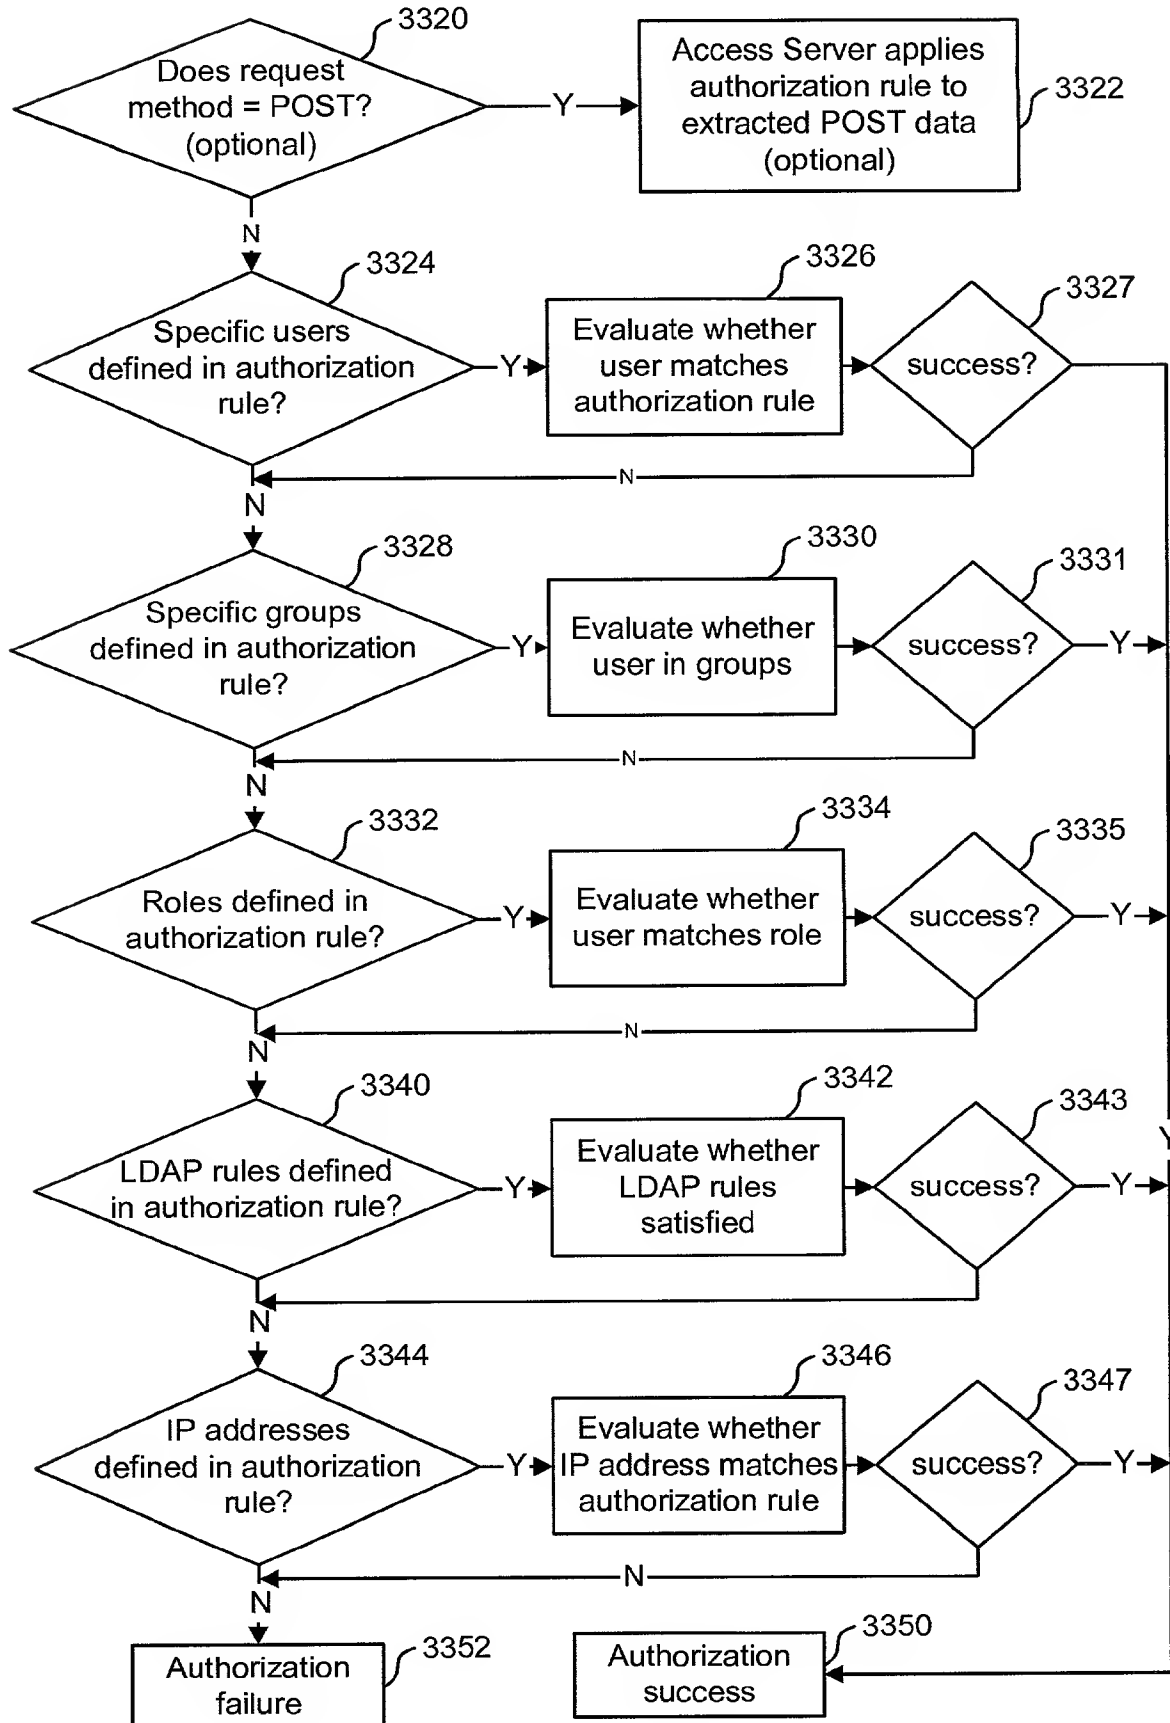 3320
Does request
method = POST?
(optional)
Y
Access Server applies
authorization rule to
extracted POST data
(optional)
3322
N
3324
Specific users
defined in authorization
rule?
Y
3326
Evaluate whether
user matches
authorization rule
3327
success?
N
N
3328
Specific groups
defined in authorization
rule?
Y
3330
Evaluate whether
user in groups
3331
success?
Y
N
N
3332
Roles defined in
authorization rule?
Y
3334
Evaluate whether
user matches role
3335
success?
Y
N
N
3340
LDAP rules defined
in authorization rule?
Y
3342
Evaluate whether
LDAP rules
satisfied
3343
success?
Y
Y
N
3344
IP addresses
defined in authorization
rule?
Y
3346
Evaluate whether
IP address matches
authorization rule
3347
success?
Y
N
N
3352
Authorization
failure
3350
Authorization
success